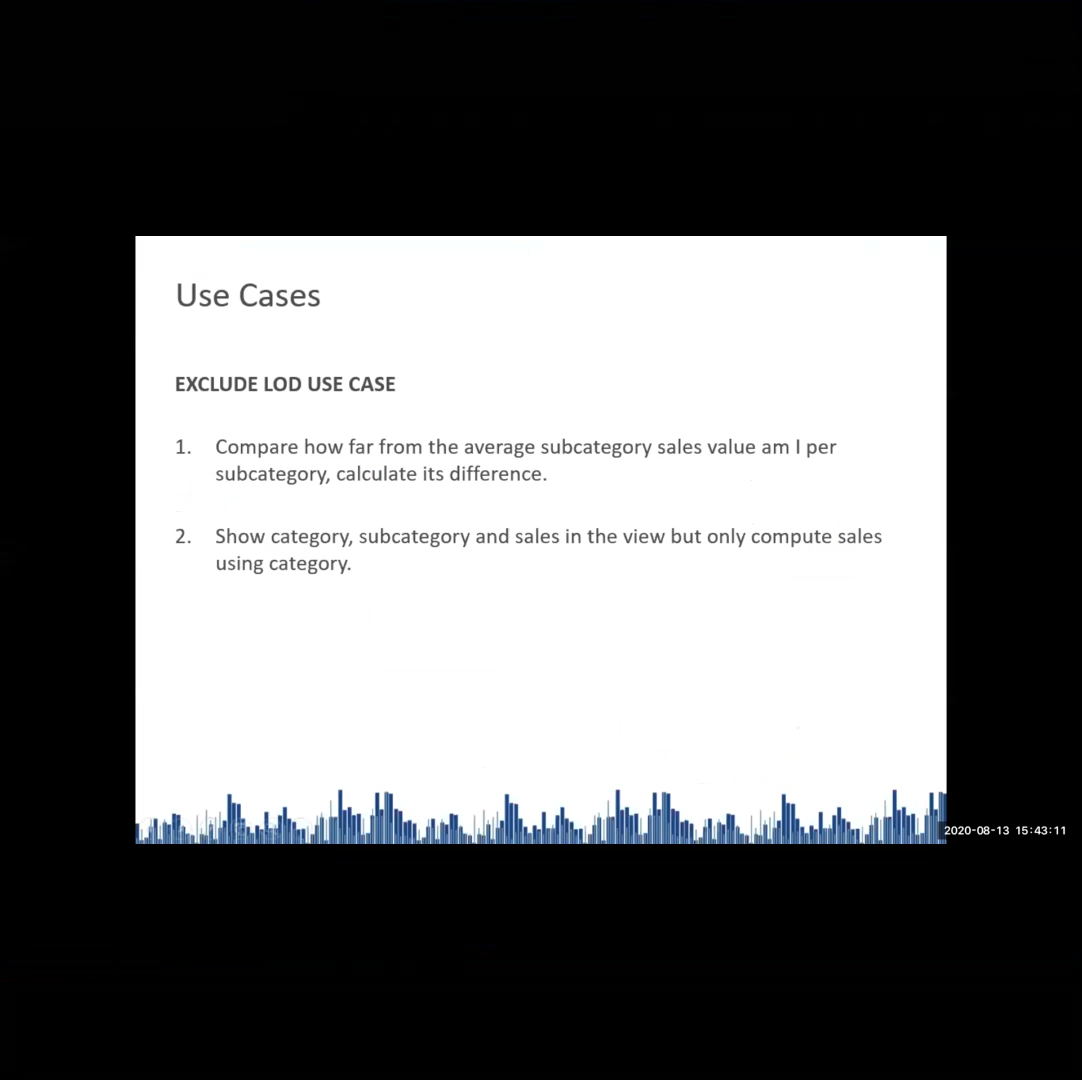 Use Cases
EXCLUDE LOD USE CASE
1. Compare how far from the average subcategory sales value am I per
subcategory, calculate its difference.
2. Show category, subcategory and sales in the view but only compute sales
using category.
2020-08-13 15:43:11